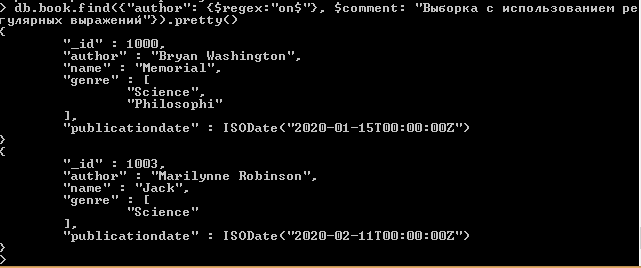 > db.book.find({"author": {$regex:"on$"}, $comment: "Выборка с использованием ре
гулярных выражений"}).pretty()
{
        "_id" : 1000,
        "author" : "Bryan Washington",
        "name" : "Memorial",
        "genre" : [
                "Science",
                "Philosophi"
        ],
        "publicationdate" : ISODate("2020-01-15T00:00:00Z")
}
{
        "_id" : 1003,
        "author" : "Marilynne Robinson",
        "name" : "Jack",
        "genre" : [
                "Science"
        ],
        "publicationdate" : ISODate("2020-02-11T00:00:00Z")
}
>